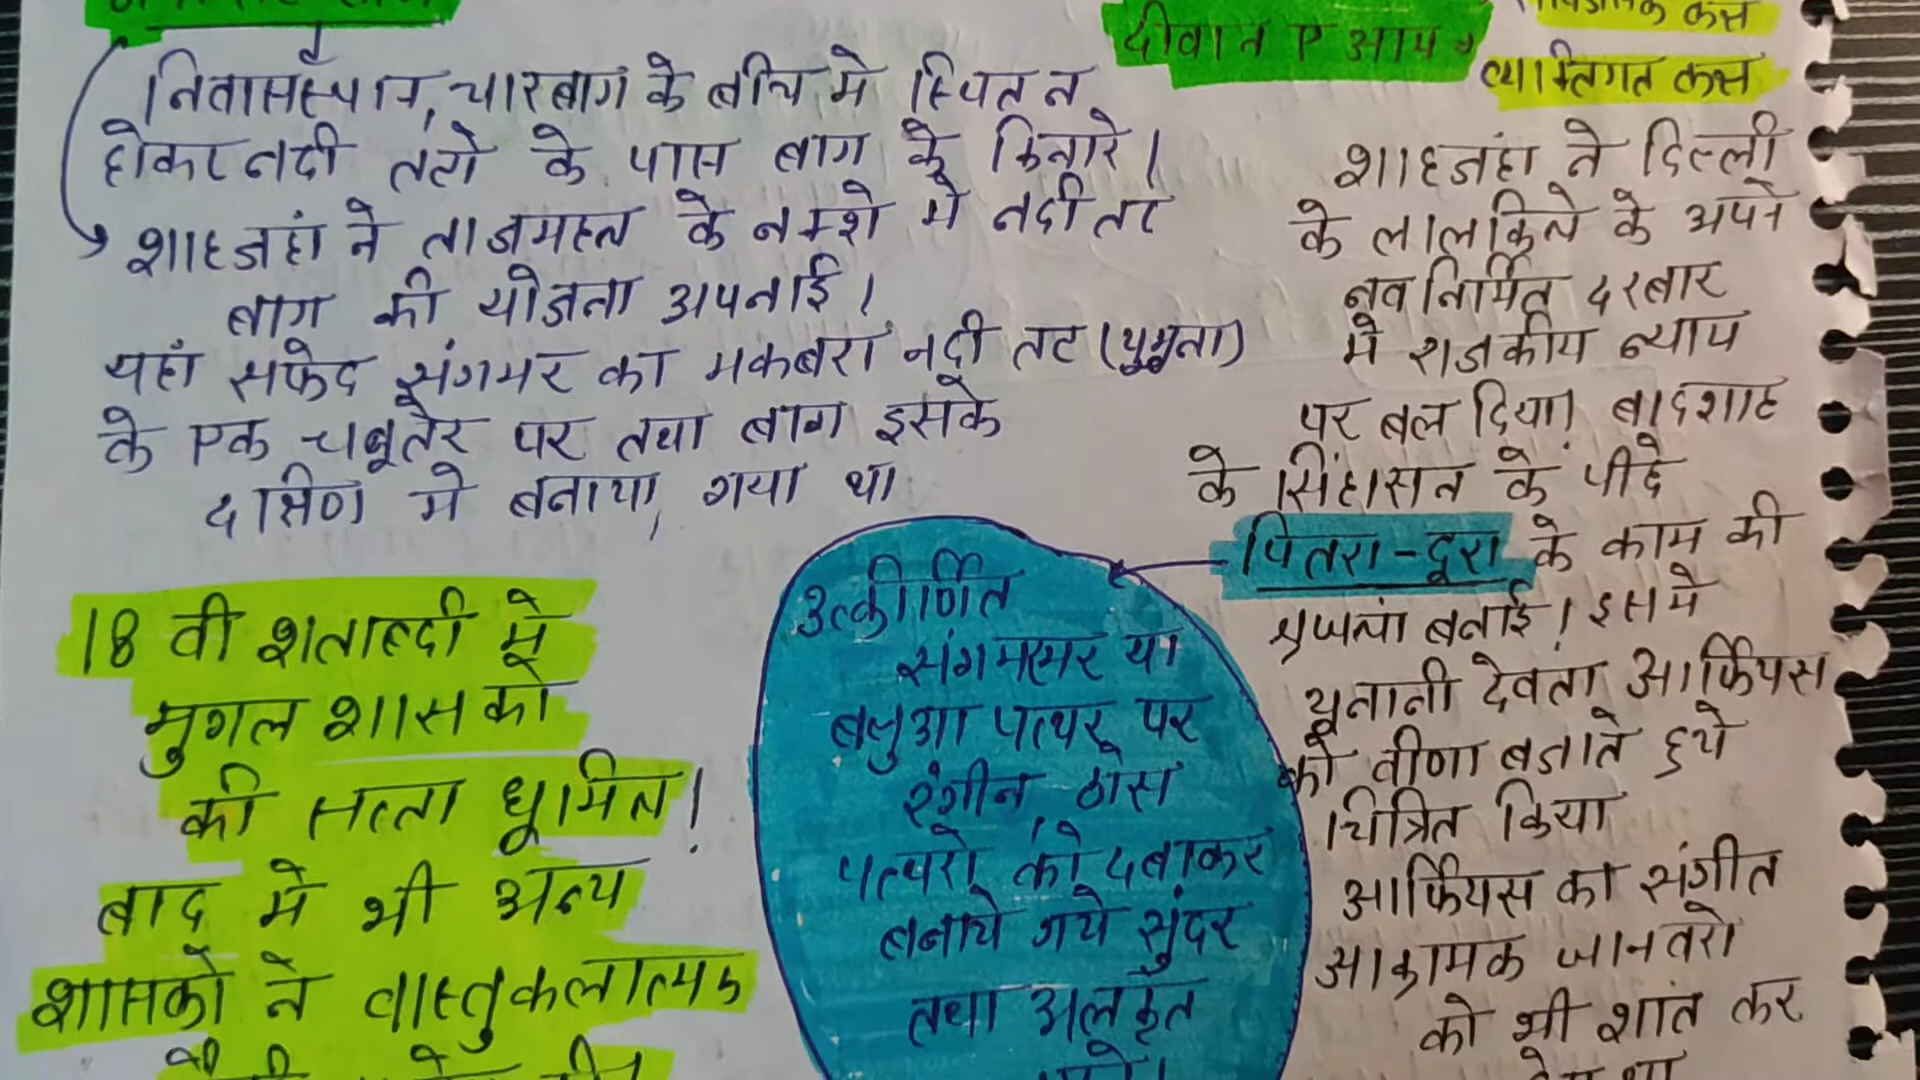 दीवान ए आम
व्यक्तिगत कक्ष
निवासस्थान, चारबाग के बीच मे स्थित न
होकर नदी तटो के पास बाग के किनारे।
शाहजहां ने ताजमहल के नक्शे मे नदी तट
बाग की योजना अपनाई।
यहाँ सफेद संगमर का मकबरा नदी तट (यमुना)
के एक चबूतरे पर तथा बाग इसके
दक्षिण मे बनाया गया था
18 वी शताब्दी मे
मुगल शासको
की सत्ता धूमिल!
बाद मे भी अन्य
शासको ने वास्तुकलात्मक
उत्कीर्णित
संगमरमर या
बलुआ पत्थर पर
रंगीन, ठोस
पत्थरो को दबाकर
बनाये गये सुंदर
तथा अलंकृत
शाहजहां ने दिल्ली
के लालकिले के अपने
नव निर्मित दरबार
मे राजकीय न्याय
पर बल दिया! बादशाह
के सिंहासन के पीछे
पितरा-दूरा के काम की
बनाई! इसमे
यूनानी देवता आर्फियस
को वीणा बजाते हुये
चित्रित किया
आर्फियस का संगीत
आक्रामक जानवरो
को भी शांत कर